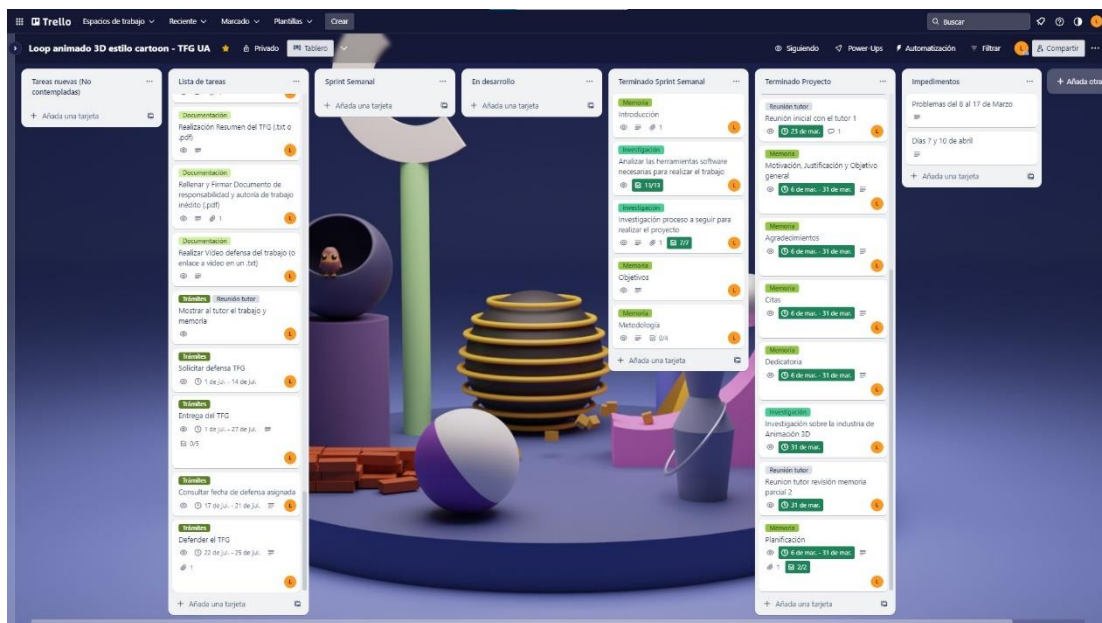 Trello
Espacios de trabajo
Reciente
Marcado
Plantillas
Crear
Buscar
Loop animado 3D estilo cartoon - TFG UA
Privado
Tablero
Siguiendo
Power-Ups
Automatización
Filtrar
L
Compartir
Tareas nuevas (No
contempladas)
+ Añada una tarjeta
Lista de tareas
Documentación
Realización Resumen del TFG (.txt o
.pdf)
L
Documentación
Rellenar y Firmar Documento de
responsabilidad y autoría de trabajo
inédito (.pdf)
1
L
Documentación
Realizar Vídeo defensa del trabajo (o
enlace a vídeo en un .txt)
L
Trámites Reunión tutor
Mostrar al tutor el trabajo y
memoria
L
Trámites
Solicitar defensa TFG
1 de jul. - 14 de jul.
L
Trámites
Entrega del TFG
1 de jul. - 27 de jul.
0/5
L
Trámites
Consultar fecha de defensa asignada
17 de jul. - 21 de jul.
L
Trámites
Defender el TFG
22 de jul. - 25 de jul.
1
L
+ Añada una tarjeta
Sprint Semanal
+ Añada una tarjeta
En desarrollo
+ Añada una tarjeta
Terminado Sprint Semanal
Memoria
Introducción
1
L
Investigación
Analizar las herramientas software
necesarias para realizar el trabajo
13/13
L
Investigación
Investigación proceso a seguir para
realizar el proyecto
1 7/7
L
Memoria
Objetivos
L
Memoria
Metodología
0/4
L
+ Añada una tarjeta
Terminado Proyecto
Reunión tutor
Reunión inicial con el tutor 1
23 de mar. 1
L
Memoria
Motivación, Justificación y Objetivo
general
6 de mar. - 31 de mar.
L
Memoria
Agradecimientos
6 de mar. - 31 de mar.
L
Memoria
Citas
6 de mar. - 31 de mar.
L
Memoria
Dedicatoria
6 de mar. - 31 de mar.
L
Investigación
Investigación sobre la industria de
Animación 3D
31 de mar.
L
Reunión tutor
Reunion tutor revisión memoria
parcial 2
31 de mar.
L
Memoria
Planificación
6 de mar. - 31 de mar.
1 2/2
L
+ Añada una tarjeta
Impedimentos
Problemas del 6 al 17 de Marzo
Días 7 y 10 de abril
+ Añada una tarjeta
+ Añada otra